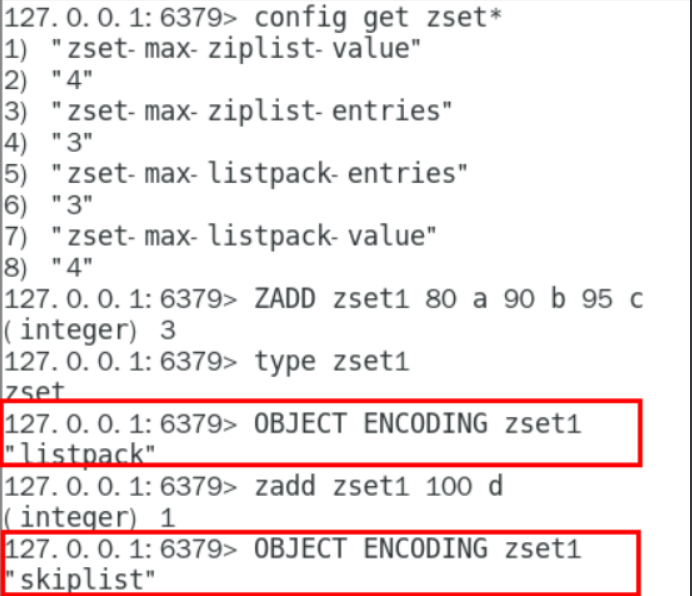 127.0.0.1:6379> config get zset*
1) "zset-max-ziplist-value"
2) "4"
3) "zset-max-ziplist-entries"
4) "3"
5) "zset-max-listpack-entries"
6) "3"
7) "zset-max-listpack-value"
8) "4"
127.0.0.1:6379> ZADD zset1 80 a 90 b 95 c
(integer) 3
127.0.0.1:6379> type zset1
zset
127.0.0.1:6379> OBJECT ENCODING zset1
"listpack"
127.0.0.1:6379> zadd zset1 100 d
(integer) 1
127.0.0.1:6379> OBJECT ENCODING zset1
"skiplist"